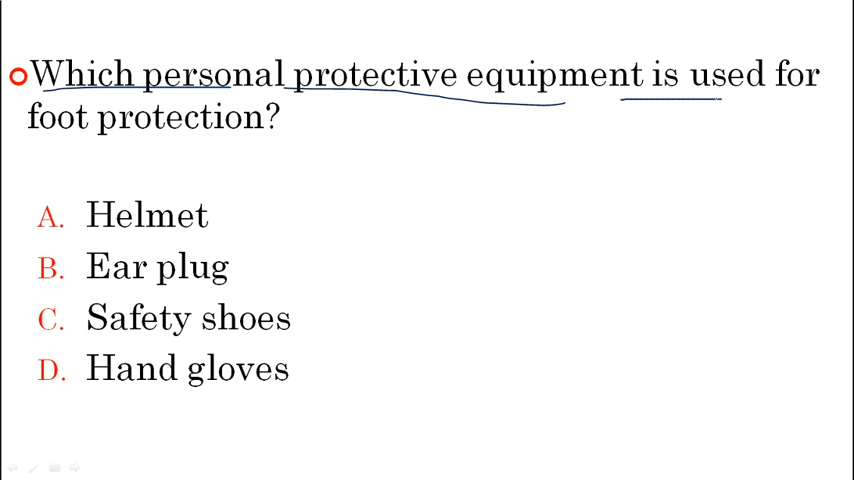 Which personal protective equipment is used for
foot protection?
A. Helmet
B. Ear plug
C. Safety shoes
D. Hand gloves